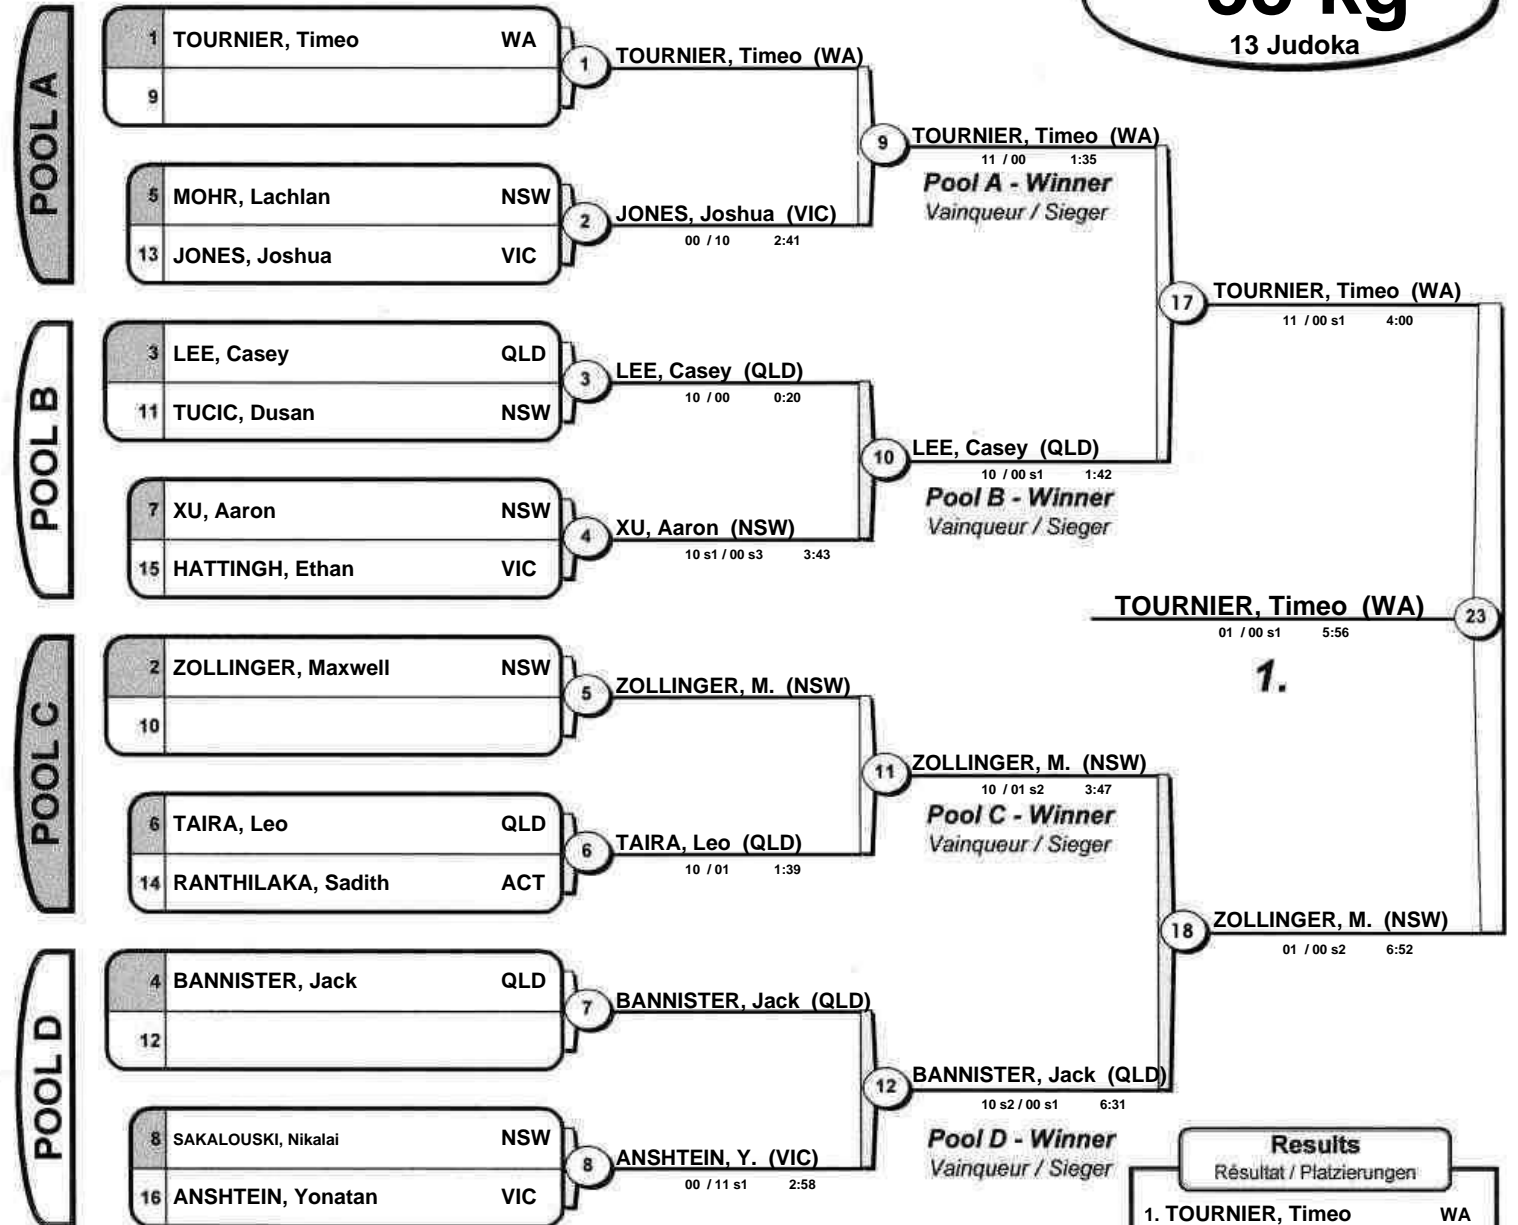 kg
13 Judoka
POOL A
1 TOURNIER, Timeo WA
9
1
TOURNIER, Timeo (WA)
5 MOHR, Lachlan NSW
13 JONES, Joshua VIC
2
JONES, Joshua (VIC)
00 / 10 2:41
9
TOURNIER, Timeo (WA)
11 / 00 1:35
Pool A - Winner
Vainqueur / Sieger
POOL B
3 LEE, Casey QLD
11 TUCIC, Dusan NSW
3
LEE, Casey (QLD)
10 / 00 0:20
7 XU, Aaron NSW
15 HATTINGH, Ethan VIC
4
XU, Aaron (NSW)
10 s1 / 00 s3 3:43
10
LEE, Casey (QLD)
10 / 00 s1 1:42
Pool B - Winner
Vainqueur / Sieger
17
TOURNIER, Timeo (WA)
11 / 00 s1 4:00
TOURNIER, Timeo (WA)
01 / 00 s1 5:56
1.
23
POOL C
2 ZOLLINGER, Maxwell NSW
10
5
ZOLLINGER, M. (NSW)
6 TAIRA, Leo QLD
14 RANTHILAKA, Sadith ACT
6
TAIRA, Leo (QLD)
10 / 01 1:39
11
ZOLLINGER, M. (NSW)
10 / 01 s2 3:47
Pool C - Winner
Vainqueur / Sieger
18
ZOLLINGER, M. (NSW)
01 / 00 s2 6:52
POOL D
4 BANNISTER, Jack QLD
12
7
BANNISTER, Jack (QLD)
8 SAKALOUSKI, Nikalai NSW
16 ANSHTEIN, Yonatan VIC
8
ANSHTEIN, Y. (VIC)
00 / 11 s1 2:58
12
BANNISTER, Jack (QLD)
10 s2 / 00 s1 6:31
Pool D - Winner
Vainqueur / Sieger
Results
Résultat / Platzierungen
1. TOURNIER, Timeo WA